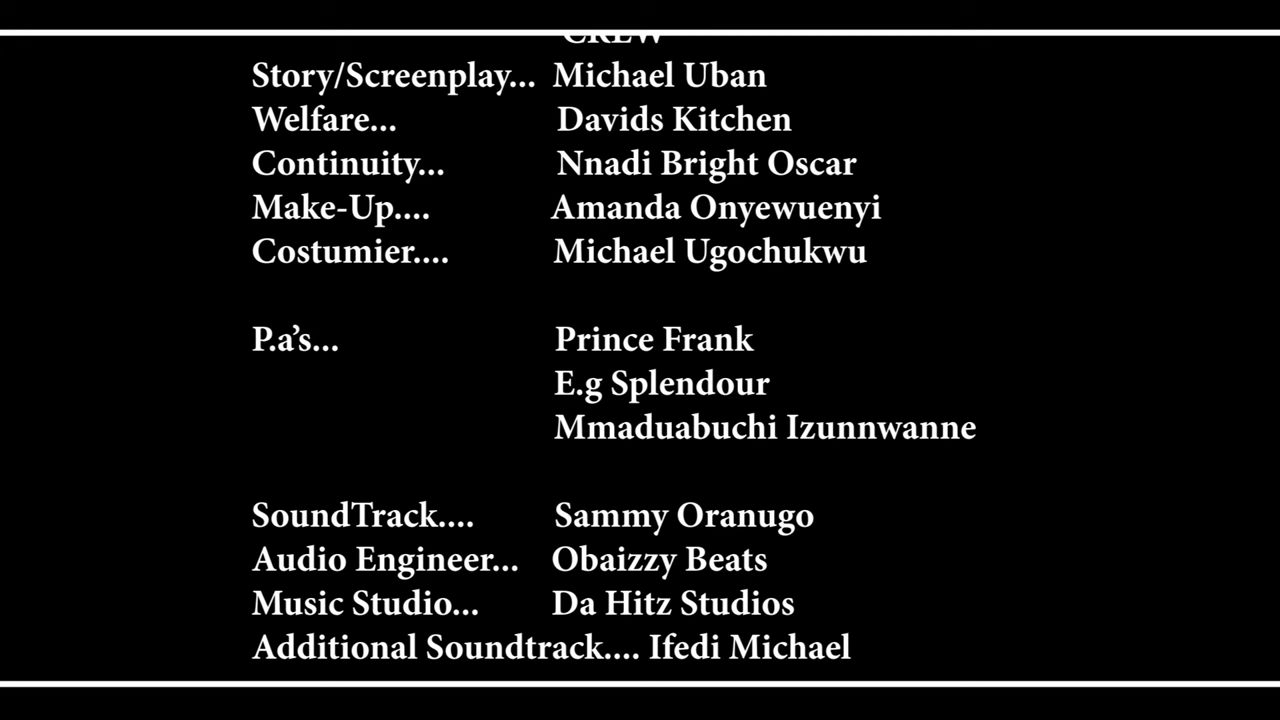 CREW
Story/Screenplay... Michael Uban
Welfare... Davids Kitchen
Continuity... Nnadi Bright Oscar
Make-Up.... Amanda Onyewuenyi
Costumier.... Michael Ugochukwu
P.a’s... Prince Frank
E.g Splendour
Mmaduabuchi Izunnwanne
SoundTrack.... Sammy Oranugo
Audio Engineer... Obaizzy Beats
Music Studio... Da Hitz Studios
Additional Soundtrack.... Ifedi Michael